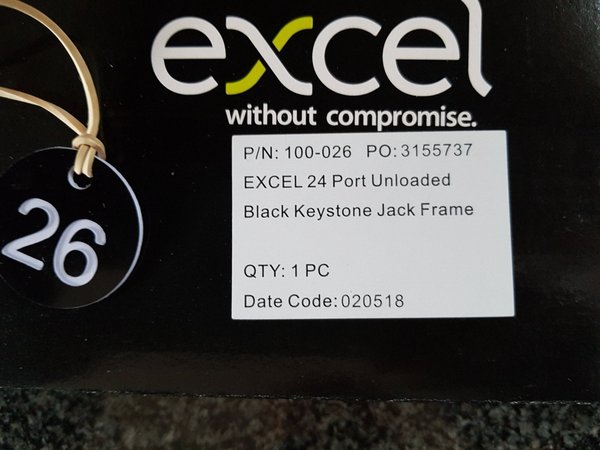 excel
without compromise.
P/N: 100-026 PO: 3155737
EXCEL 24 Port Unloaded
Black Keystone Jack Frame
QTY: 1 PC
Date Code: 020518
26